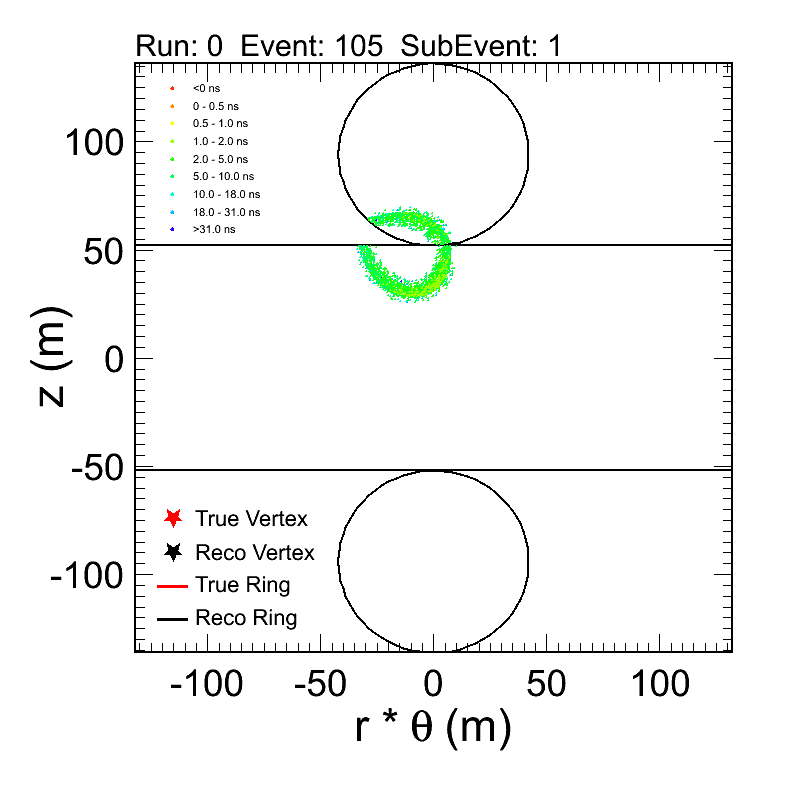 Run: 0  Event: 105  SubEvent: 1
<0 ns
0 - 0.5 ns
0.5 - 1.0 ns
1.0 - 2.0 ns
2.0 - 5.0 ns
5.0 - 10.0 ns
10.0 - 18.0 ns
18.0 - 31.0 ns
>31.0 ns
100
50
0
-50
-100
z (m)
True Vertex
Reco Vertex
True Ring
Reco Ring
-100 -50 0 50 100
r * θ (m)